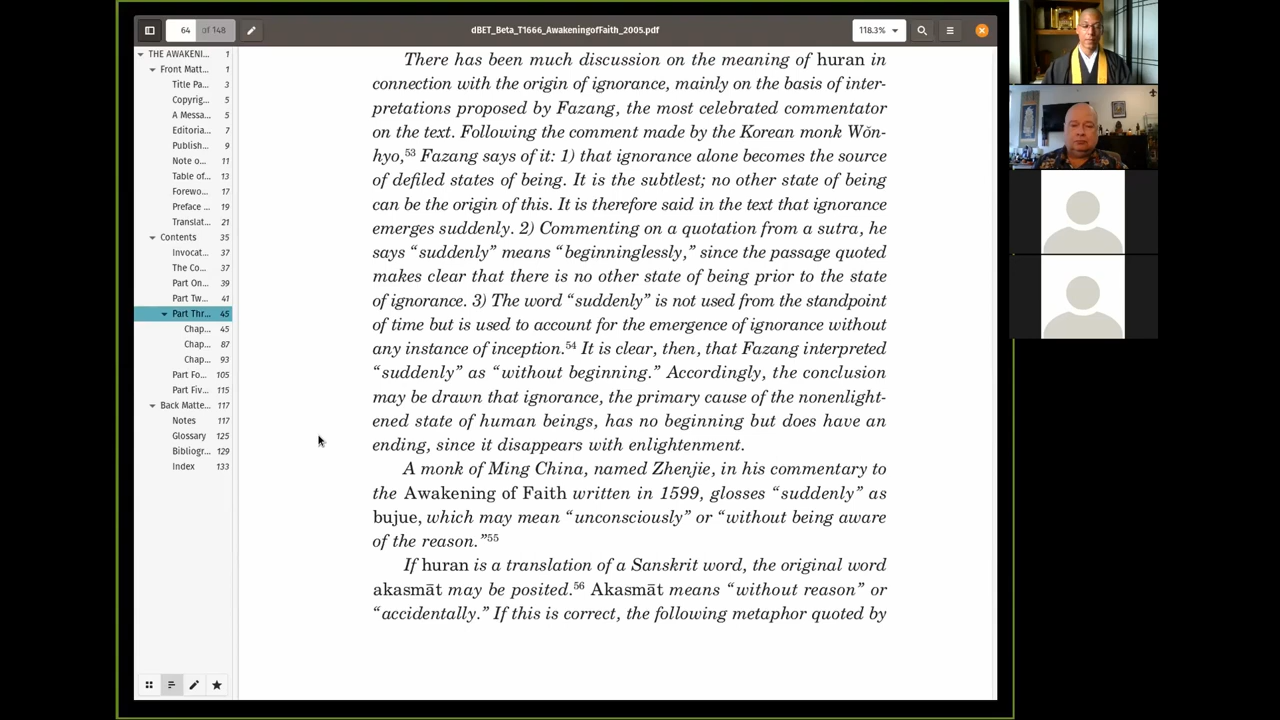 64 of 148
dBET_Beta_T1666_AwakeningofFaith_2005.pdf
118.3%
THE AWAKENI... 1
Front Matt... 1
Title Pa... 3
Copyrig... 5
A Messa... 5
Editoria... 7
Publish... 9
Note o... 11
Table of... 13
Forewo... 17
Preface ... 19
Translat... 21
Contents 35
Invocat... 37
The Co... 37
Part On... 39
Part Tw... 41
Part Thr... 45
Chap... 45
Chap... 87
Chap... 93
Part Fo... 105
Part Fiv... 115
Back Matte... 117
Notes 117
Glossary 125
Bibliogr... 129
Index 133
There has been much discussion on the meaning of huran in
connection with the origin of ignorance, mainly on the basis of inter-
pretations proposed by Fazang, the most celebrated commentator
on the text. Following the comment made by the Korean monk Wŏn-
hyo,⁵³ Fazang says of it: 1) that ignorance alone becomes the source
of defiled states of being. It is the subtlest; no other state of being
can be the origin of this. It is therefore said in the text that ignorance
emerges suddenly. 2) Commenting on a quotation from a sutra, he
says “suddenly” means “beginninglessly,” since the passage quoted
makes clear that there is no other state of being prior to the state
of ignorance. 3) The word “suddenly” is not used from the standpoint
of time but is used to account for the emergence of ignorance without
any instance of inception.⁵⁴ It is clear, then, that Fazang interpreted
“suddenly” as “without beginning.” Accordingly, the conclusion
may be drawn that ignorance, the primary cause of the nonenlight-
ened state of human beings, has no beginning but does have an
ending, since it disappears with enlightenment.
A monk of Ming China, named Zhenjie, in his commentary to
the Awakening of Faith written in 1599, glosses “suddenly” as
bujue, which may mean “unconsciously” or “without being aware
of the reason.”⁵⁵
If huran is a translation of a Sanskrit word, the original word
akasmāt may be posited.⁵⁶ Akasmāt means “without reason” or
“accidentally.” If this is correct, the following metaphor quoted by